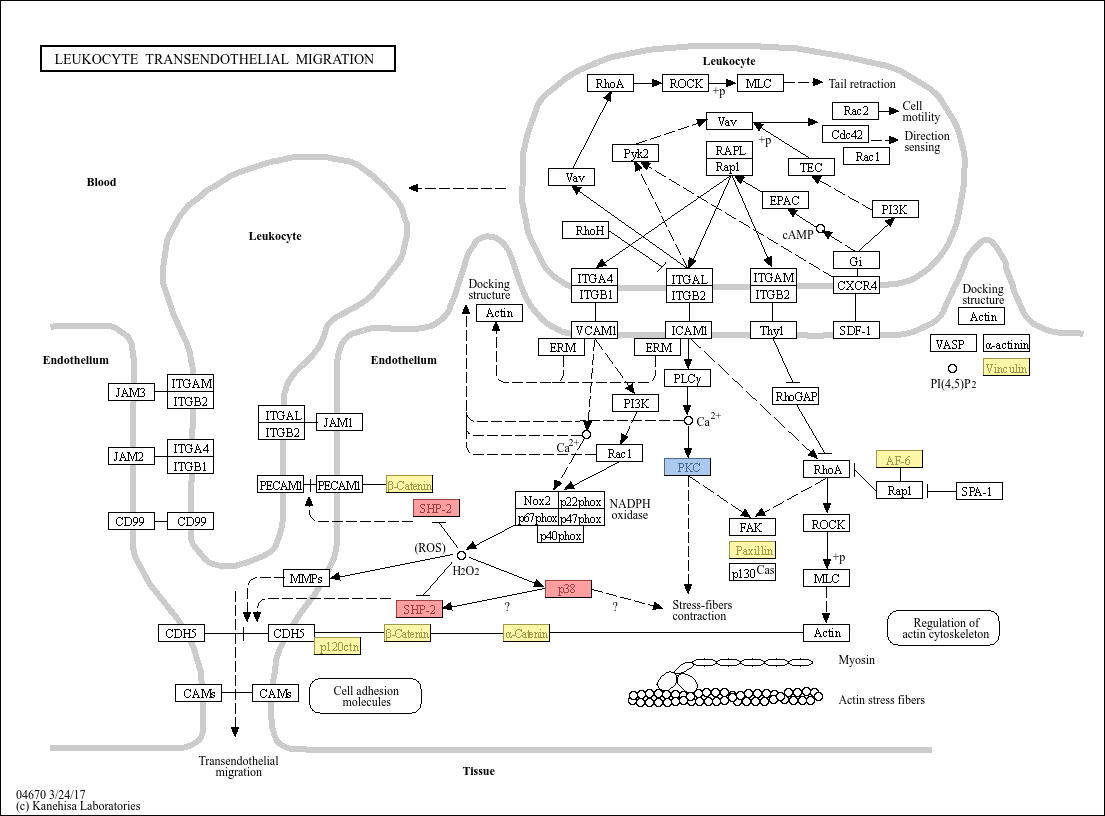 LEUKOCYTE TRANSENDOTHELIAL MIGRATION
Leukocyte
RhoA
ROCK
+p
MLC
Tail retraction
Vav
+p
Rac2
Cell
motility
Cdc42
Direction
sensing
Rac1
Pyk2
RAPL
Rap1
TEC
Vav
EPAC
PI3K
RhoH
cAMP
Gi
Blood
Leukocyte
ITGA4
ITGB1
ITGAL
ITGB2
ITGAM
ITGB2
CXCR4
Docking
structure
Actin
VCAM1
ICAM1
Thy1
SDF-1
ERM
ERM
Docking
structure
Actin
VASP
α-actinin
PI(4,5)P2
Vinculin
Endothelium
Endothelium
JAM3
ITGAM
ITGB2
PLCγ
PI3K
RhoGAP
ITGAL
ITGB2
JAM1
Ca2+
Ca2+
JAM2
ITGA4
ITGB1
Rac1
PKC
RhoA
AF-6
Rap1
SPA-1
PECAM1
PECAM1
β-Catenin
SHP-2
Nox2
p22phox
p67phox
p47phox
p40phox
NADPH
oxidase
CD99
CD99
FAK
Paxillin
p130Cas
ROCK
+p
MLC
(ROS)
H2O2
MMPs
p38
SHP-2
?
?
Stress-fibers
contraction
CDH5
CDH5
p120ctn
β-Catenin
α-Catenin
Actin
Regulation of
actin cytoskeleton
Myosin
Actin stress fibers
CAMs
CAMs
Cell adhesion
molecules
Transendothelial
migration
Tissue
04670 3/24/17
(c) Kanehisa Laboratories